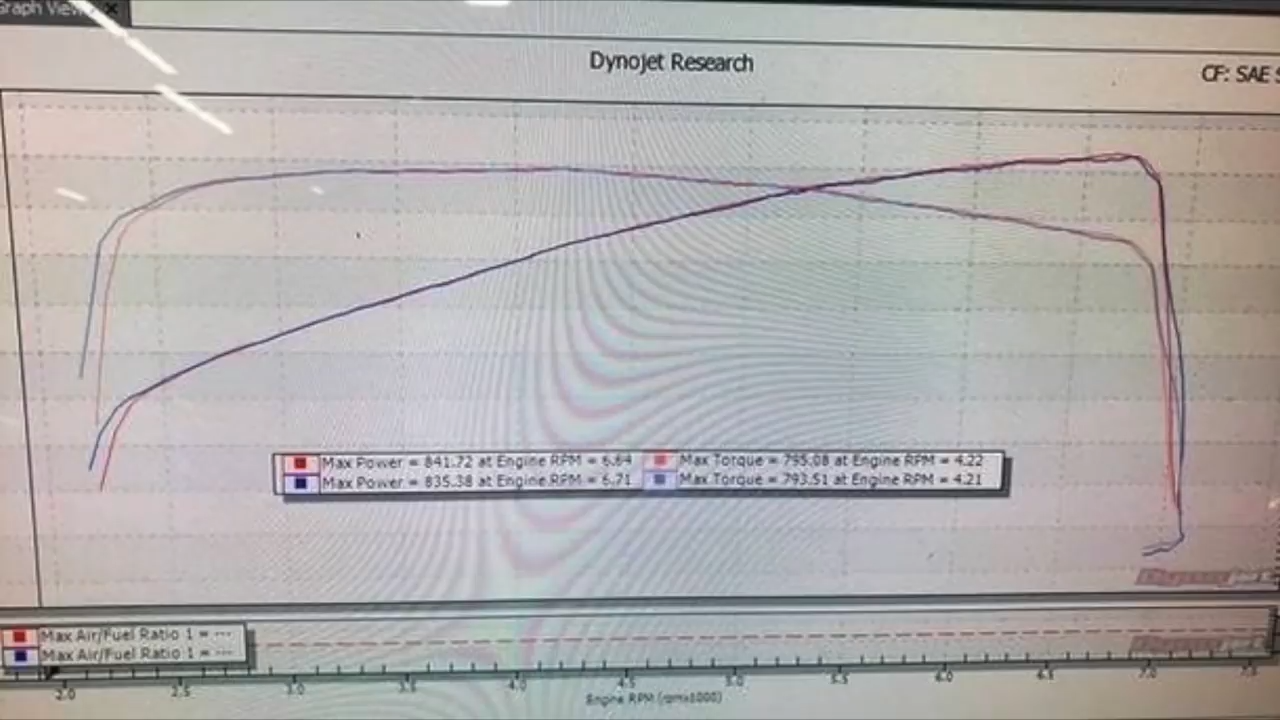 Graph View
Dynojet Research
CF: SAE
Max Power = 841.72 at Engine RPM = 6.64 Max Torque = 795.08 at Engine RPM = 4.22
Max Power = 835.38 at Engine RPM = 6.71 Max Torque = 793.51 at Engine RPM = 4.21
Max Air/Fuel Ratio 1 = ---
Max Air/Fuel Ratio 1 = ---
2.0 2.5 3.0 3.5 4.0 4.5 5.0 5.5 6.0 6.5 7.0 7.5
Engine RPM (rpmx1000)